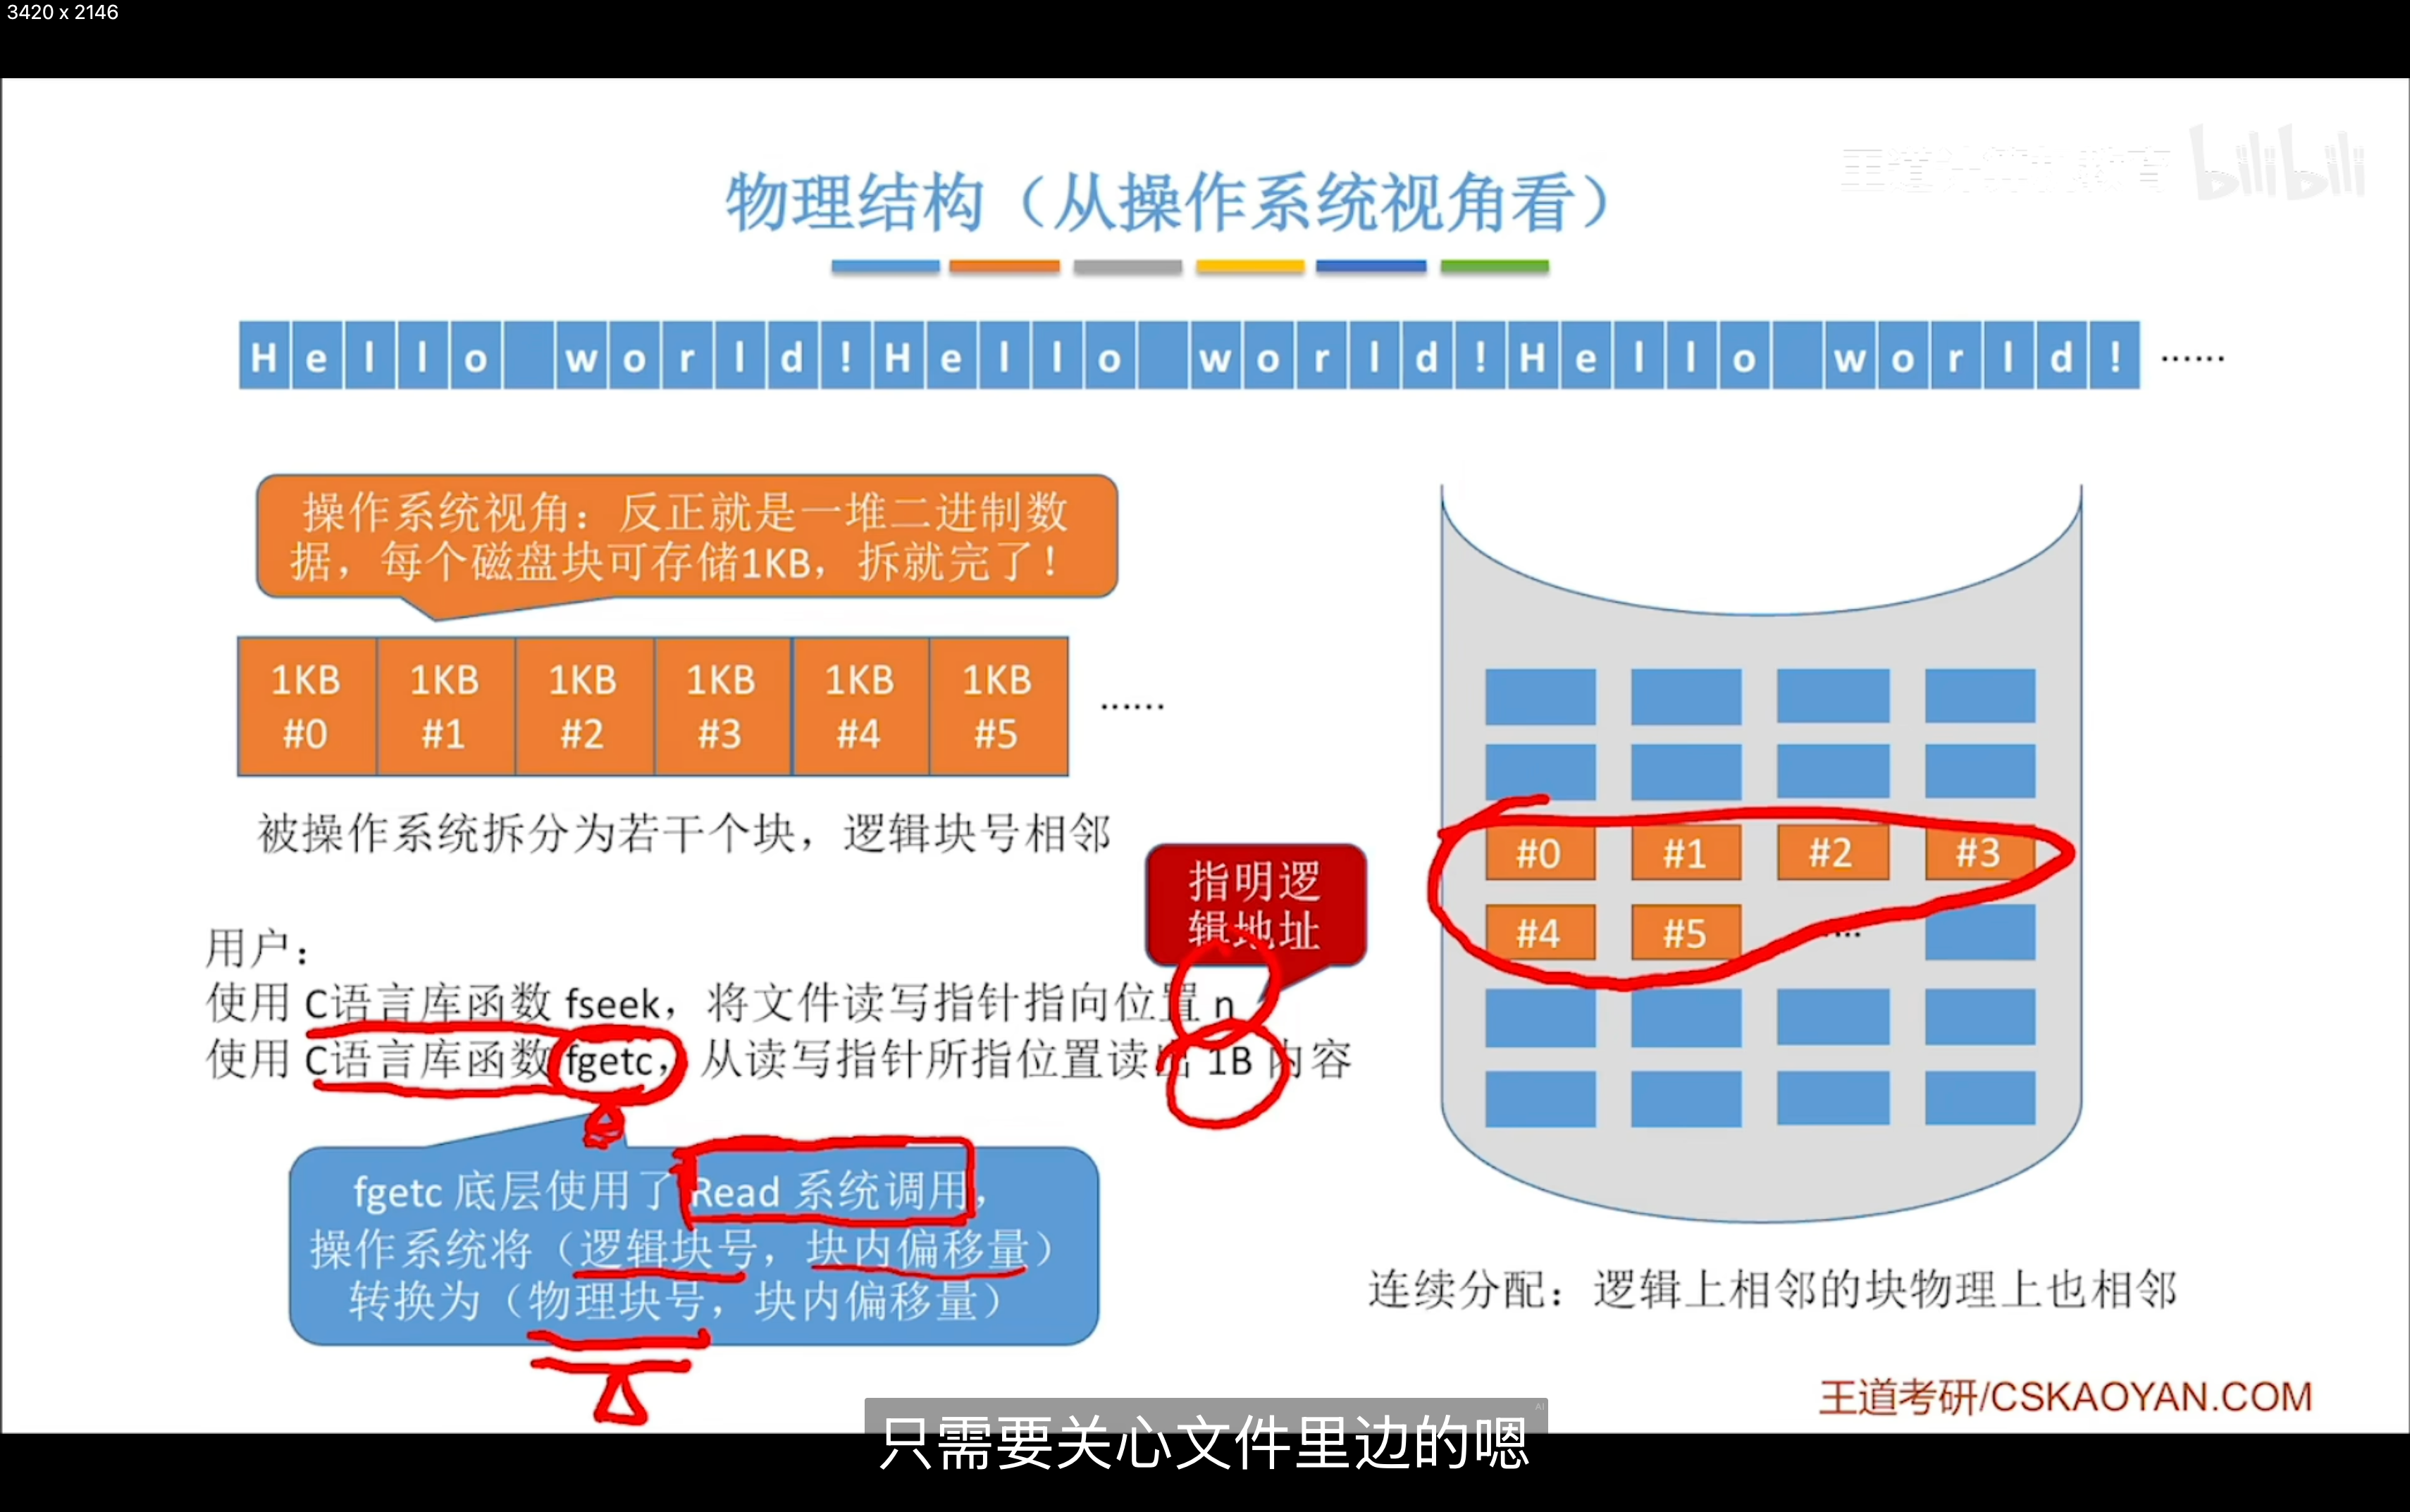 3420 x 2146
bilibili
物理结构（从操作系统视角看）
Hello world!Hello world!Hello world! ……
操作系统视角：反正就是一堆二进制数
据，每个磁盘块可存储1KB，拆就完了！
1KB 1KB 1KB 1KB 1KB 1KB
#0 #1 #2 #3 #4 #5 ……
被操作系统拆分为若干个块，逻辑块号相邻
指明逻
辑地址
用户：
使用 C语言库函数 fseek，将文件读写指针指向位置 n
使用 C语言库函数 fgetc，从读写指针所指位置读出 1B 内容
fgetc 底层使用了 Read 系统调用，
操作系统将（逻辑块号，块内偏移量）
转换为（物理块号，块内偏移量）
#0 #1 #2 #3
#4 #5 ……
连续分配：逻辑上相邻的块物理上也相邻
王道考研/CSKAOYAN.COM
AI
只需要关心文件里边的嗯